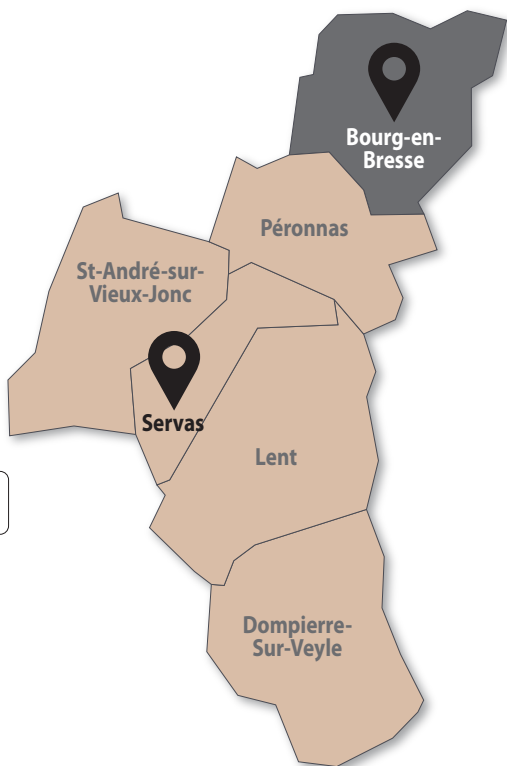 Bourg-en-
Bresse
Péronnas
St-André-sur-
Vieux-Jonc
Servas
Lent
Dompierre-
Sur-Veyle